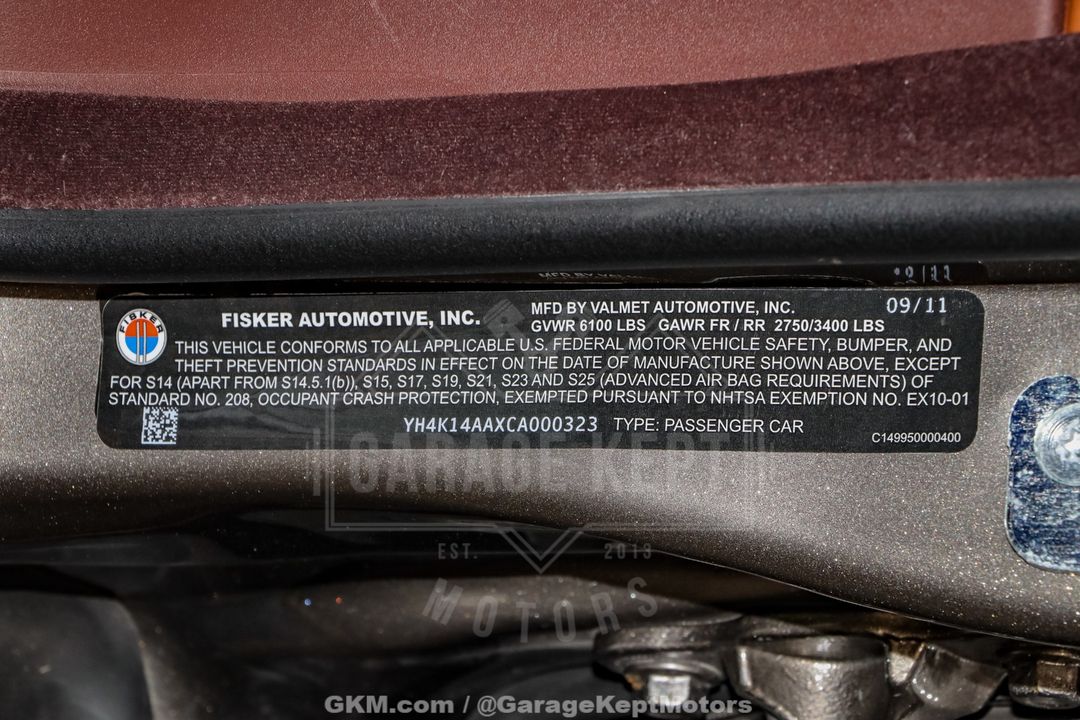 MFD BY VAL
FISKER
FISKER AUTOMOTIVE, INC.
MFD BY VALMET AUTOMOTIVE, INC.
09/11
GVWR 6100 LBS GAWR FR / RR 2750/3400 LBS
THIS VEHICLE CONFORMS TO ALL APPLICABLE U.S. FEDERAL MOTOR VEHICLE SAFETY, BUMPER, AND
THEFT PREVENTION STANDARDS IN EFFECT ON THE DATE OF MANUFACTURE SHOWN ABOVE, EXCEPT
FOR S14 (APART FROM S14.5.1(b)), S15, S17, S19, S21, S23 AND S25 (ADVANCED AIR BAG REQUIREMENTS) OF
STANDARD NO. 208, OCCUPANT CRASH PROTECTION, EXEMPTED PURSUANT TO NHTSA EXEMPTION NO. EX10-01
YH4K14AAXCA000323 TYPE: PASSENGER CAR
C149950000400
GARAGE KEPT
EST. 2013
MOTORS
GKM.com / @GarageKeptMotors